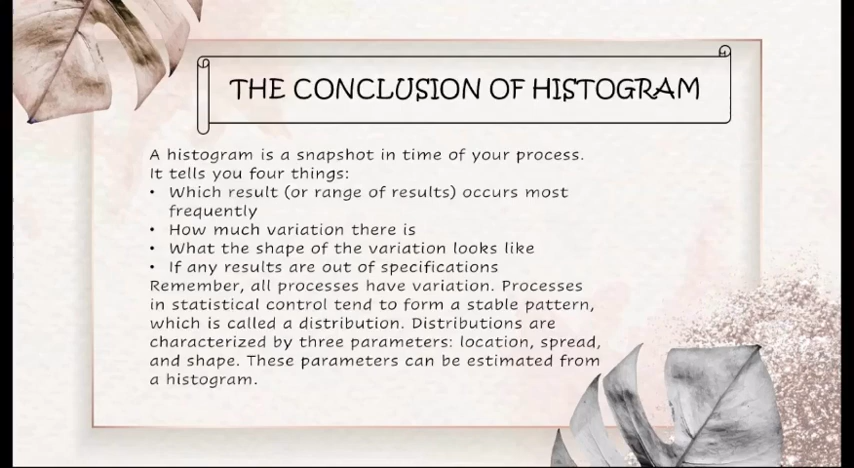 THE CONCLUSION OF HISTOGRAM
A histogram is a snapshot in time of your process.
It tells you four things:
• Which result (or range of results) occurs most
frequently
• How much variation there is
• What the shape of the variation looks like
• If any results are out of specifications
Remember, all processes have variation. Processes
in statistical control tend to form a stable pattern,
which is called a distribution. Distributions are
characterized by three parameters: location, spread,
and shape. These parameters can be estimated from
a histogram.